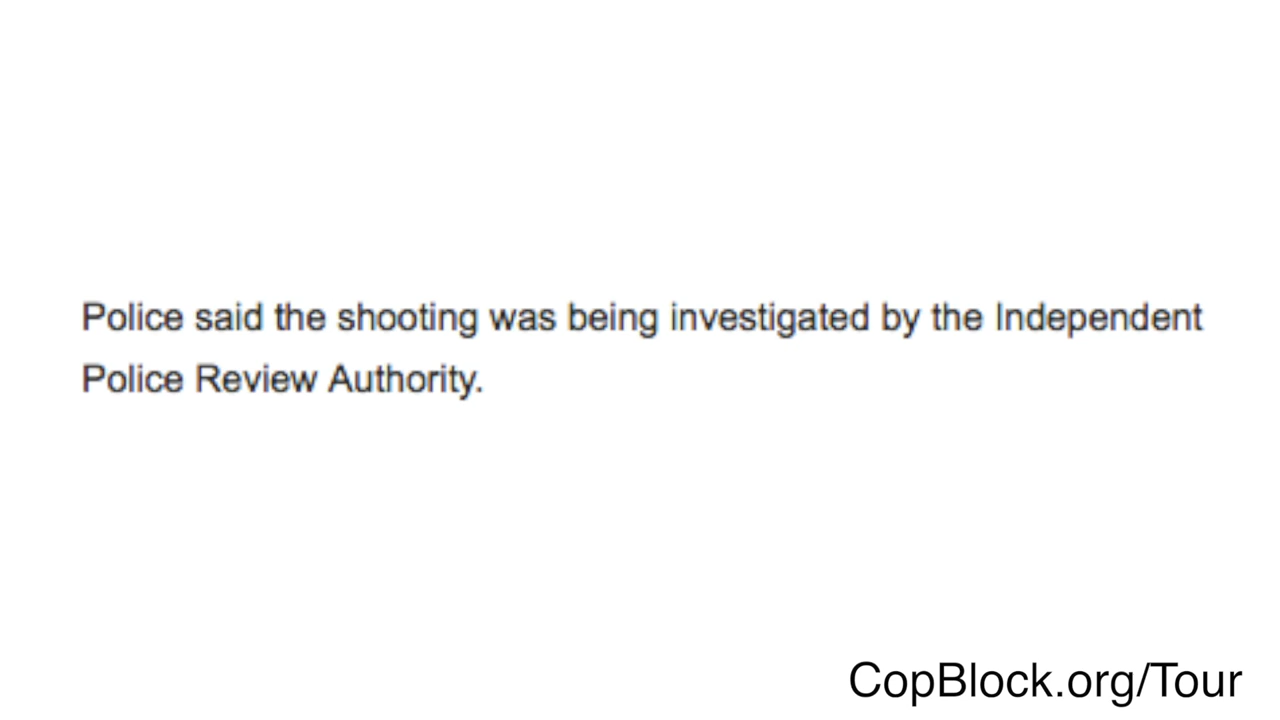 Police said the shooting was being investigated by the Independent
Police Review Authority.
CopBlock.org/Tour